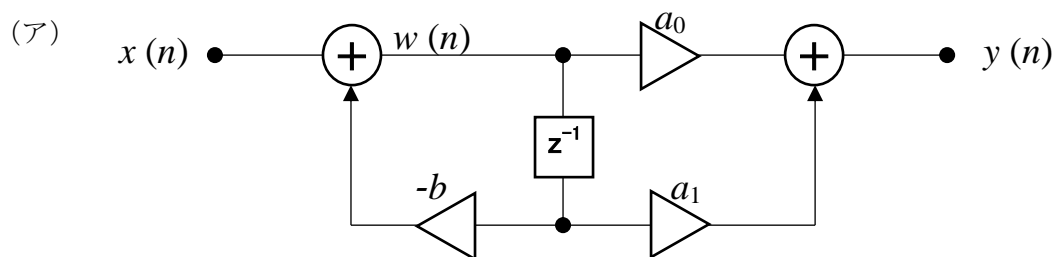 (ア)
x (n) + w (n) a₀ + y (n)
z⁻¹
-b a₁